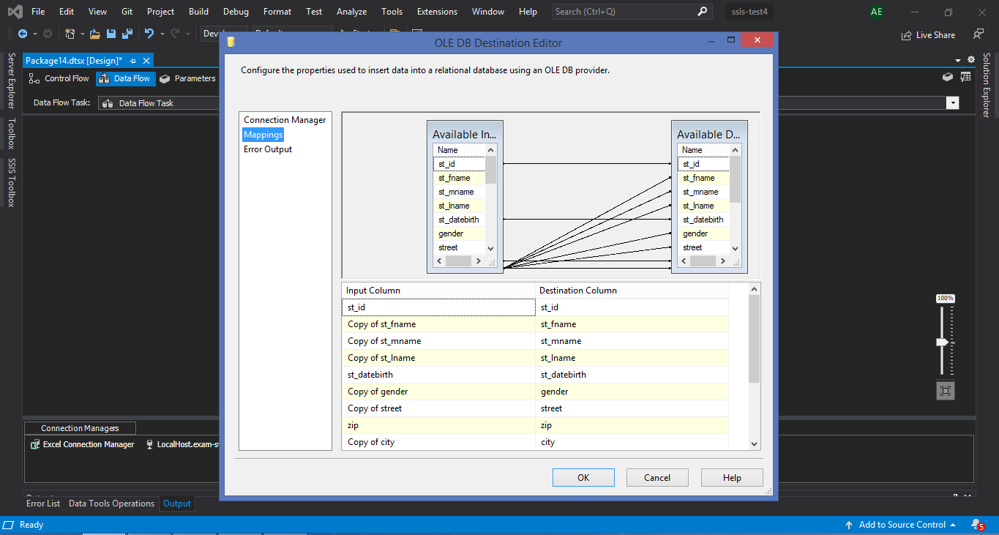 File Edit View Git Project Build Debug Format Test Analyze Tools Extensions Window Help Search (Ctrl+Q) ssis-test4 AE
Live Share
OLE DB Destination Editor
Package14.dtsx [Design]*
Control Flow Data Flow Parameters
Data Flow Task: Data Flow Task
Server Explorer
Toolbox
SSIS Toolbox
Solution Explorer
Configure the properties used to insert data into a relational database using an OLE DB provider.
Connection Manager
Mappings
Error Output
Available In...
Name
st_id
st_fname
st_mname
st_lname
st_datebirth
gender
street
Available D...
Name
st_id
st_fname
st_mname
st_lname
st_datebirth
gender
street
Input Column Destination Column
st_id st_id
Copy of st_fname st_fname
Copy of st_mname st_mname
Copy of st_lname st_lname
st_datebirth st_datebirth
Copy of gender gender
Copy of street street
zip zip
Copy of city city
100%
OK Cancel Help
Connection Managers
Excel Connection Manager LocalHost.exam-s
Error List Data Tools Operations Output
Ready Add to Source Control 5